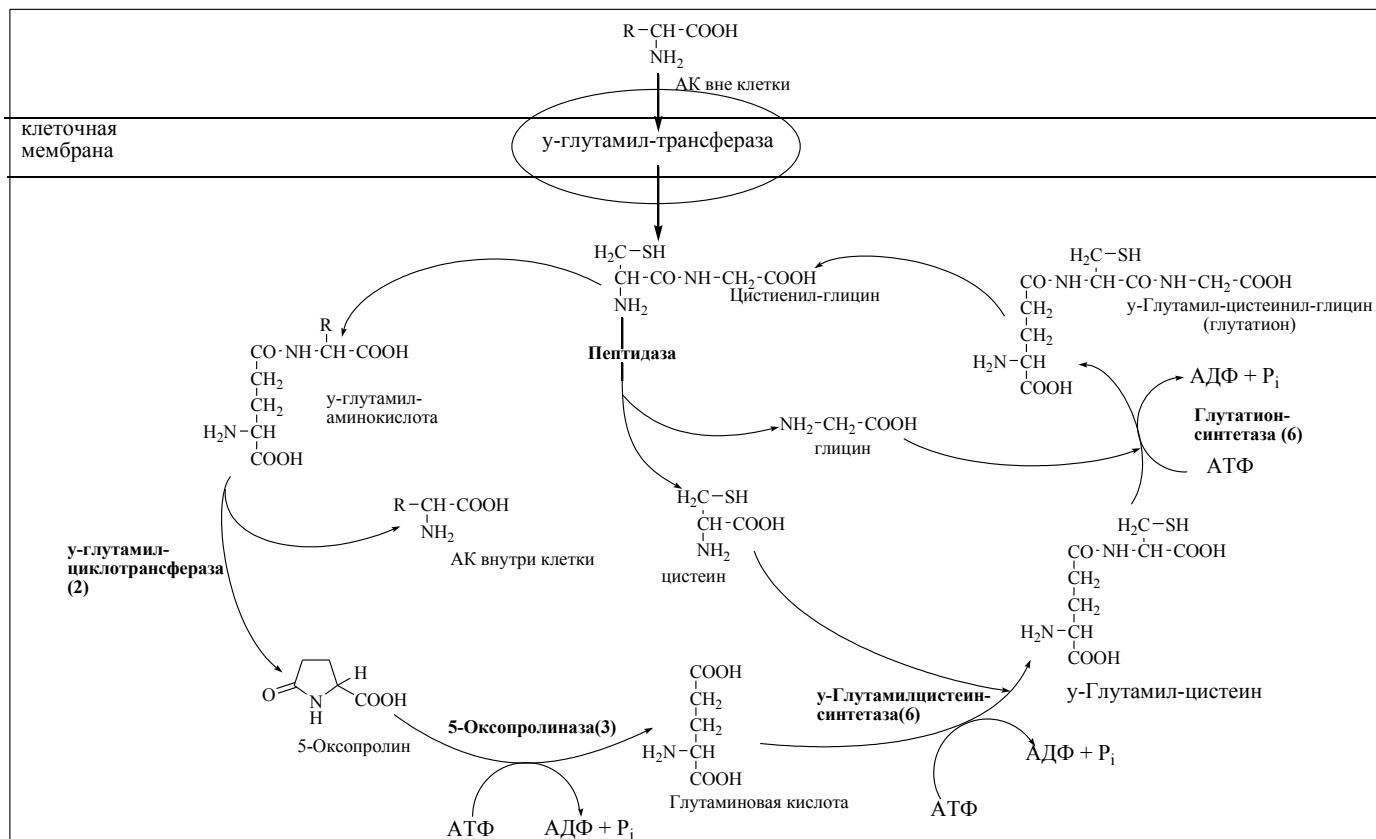 R–CH–COOH
NH2
АК вне клетки
клеточная
мембрана
у-глутамил-трансфераза
H2C–SH
CH–CO–NH–CH2–COOH
NH2
Цистиенил-глицин
H2C–SH
CO–NH–CH–CO–NH–CH2–COOH
CH2
CH2
H2N–CH
COOH
у-Глутамил-цистеинил-глицин
(глутатион)
R
CO–NH–CH–COOH
CH2
CH2
H2N–CH
COOH
у-глутамил-
аминокислота
Пептидаза
АДФ + Pi
Глутатион-
синтетаза (6)
АТФ
NH2–CH2–COOH
глицин
R–CH–COOH
NH2
АК внутри клетки
H2C–SH
CH–COOH
NH2
цистеин
у-глутамил-
циклотрансфераза
(2)
H2C–SH
CO–NH–CH–COOH
CH2
CH2
H2N–CH
COOH
у-Глутамил-цистеин
O
N
H
H
COOH
5-Оксопролин
5-Оксопролиназа(3)
АТФ
АДФ + Pi
COOH
CH2
CH2
H2N–CH
COOH
Глутаминовая кислота
у-Глутамилцистеин-
синтетаза(6)
АТФ
АДФ + Pi